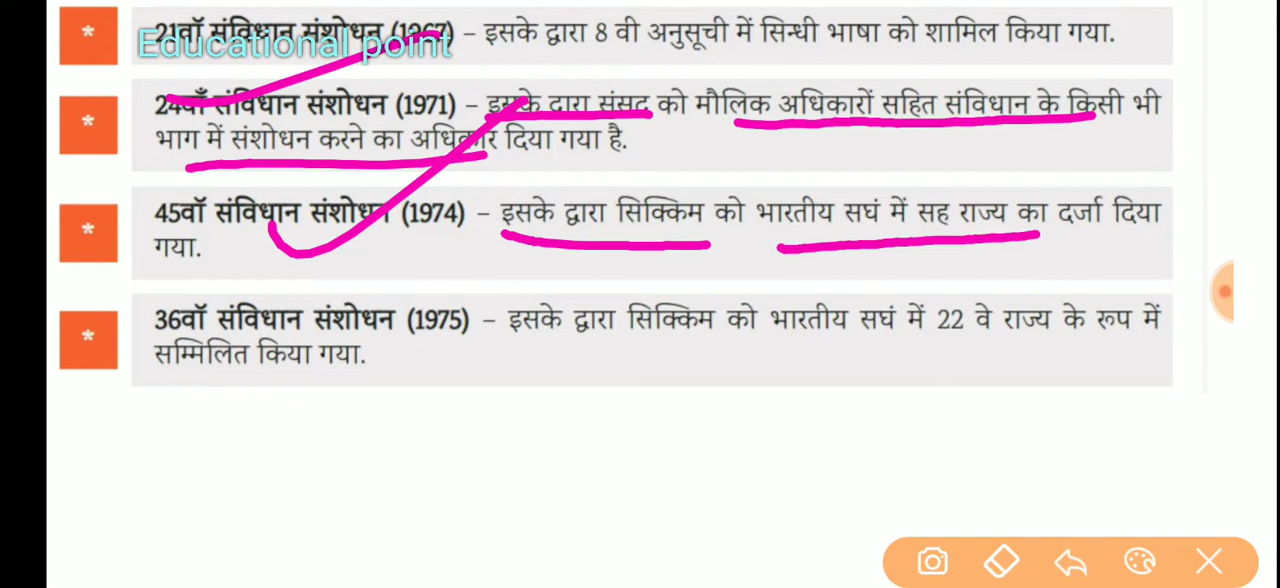 21वॉ संविधान संशोधन (1967) – इसके द्वारा 8 वी अनुसूची में सिन्धी भाषा को शामिल किया गया.
Educational point
* 24वाँ संविधान संशोधन (1971) – इसके द्वारा संसद को मौलिक अधिकारों सहित संविधान के किसी भी
भाग में संशोधन करने का अधिकार दिया गया है.
* 45वॉ संविधान संशोधन (1974) – इसके द्वारा सिक्किम को भारतीय सघं में सह राज्य का दर्जा दिया
गया.
* 36वॉ संविधान संशोधन (1975) – इसके द्वारा सिक्किम को भारतीय सघं में 22 वे राज्य के रूप में
सम्मिलित किया गया.